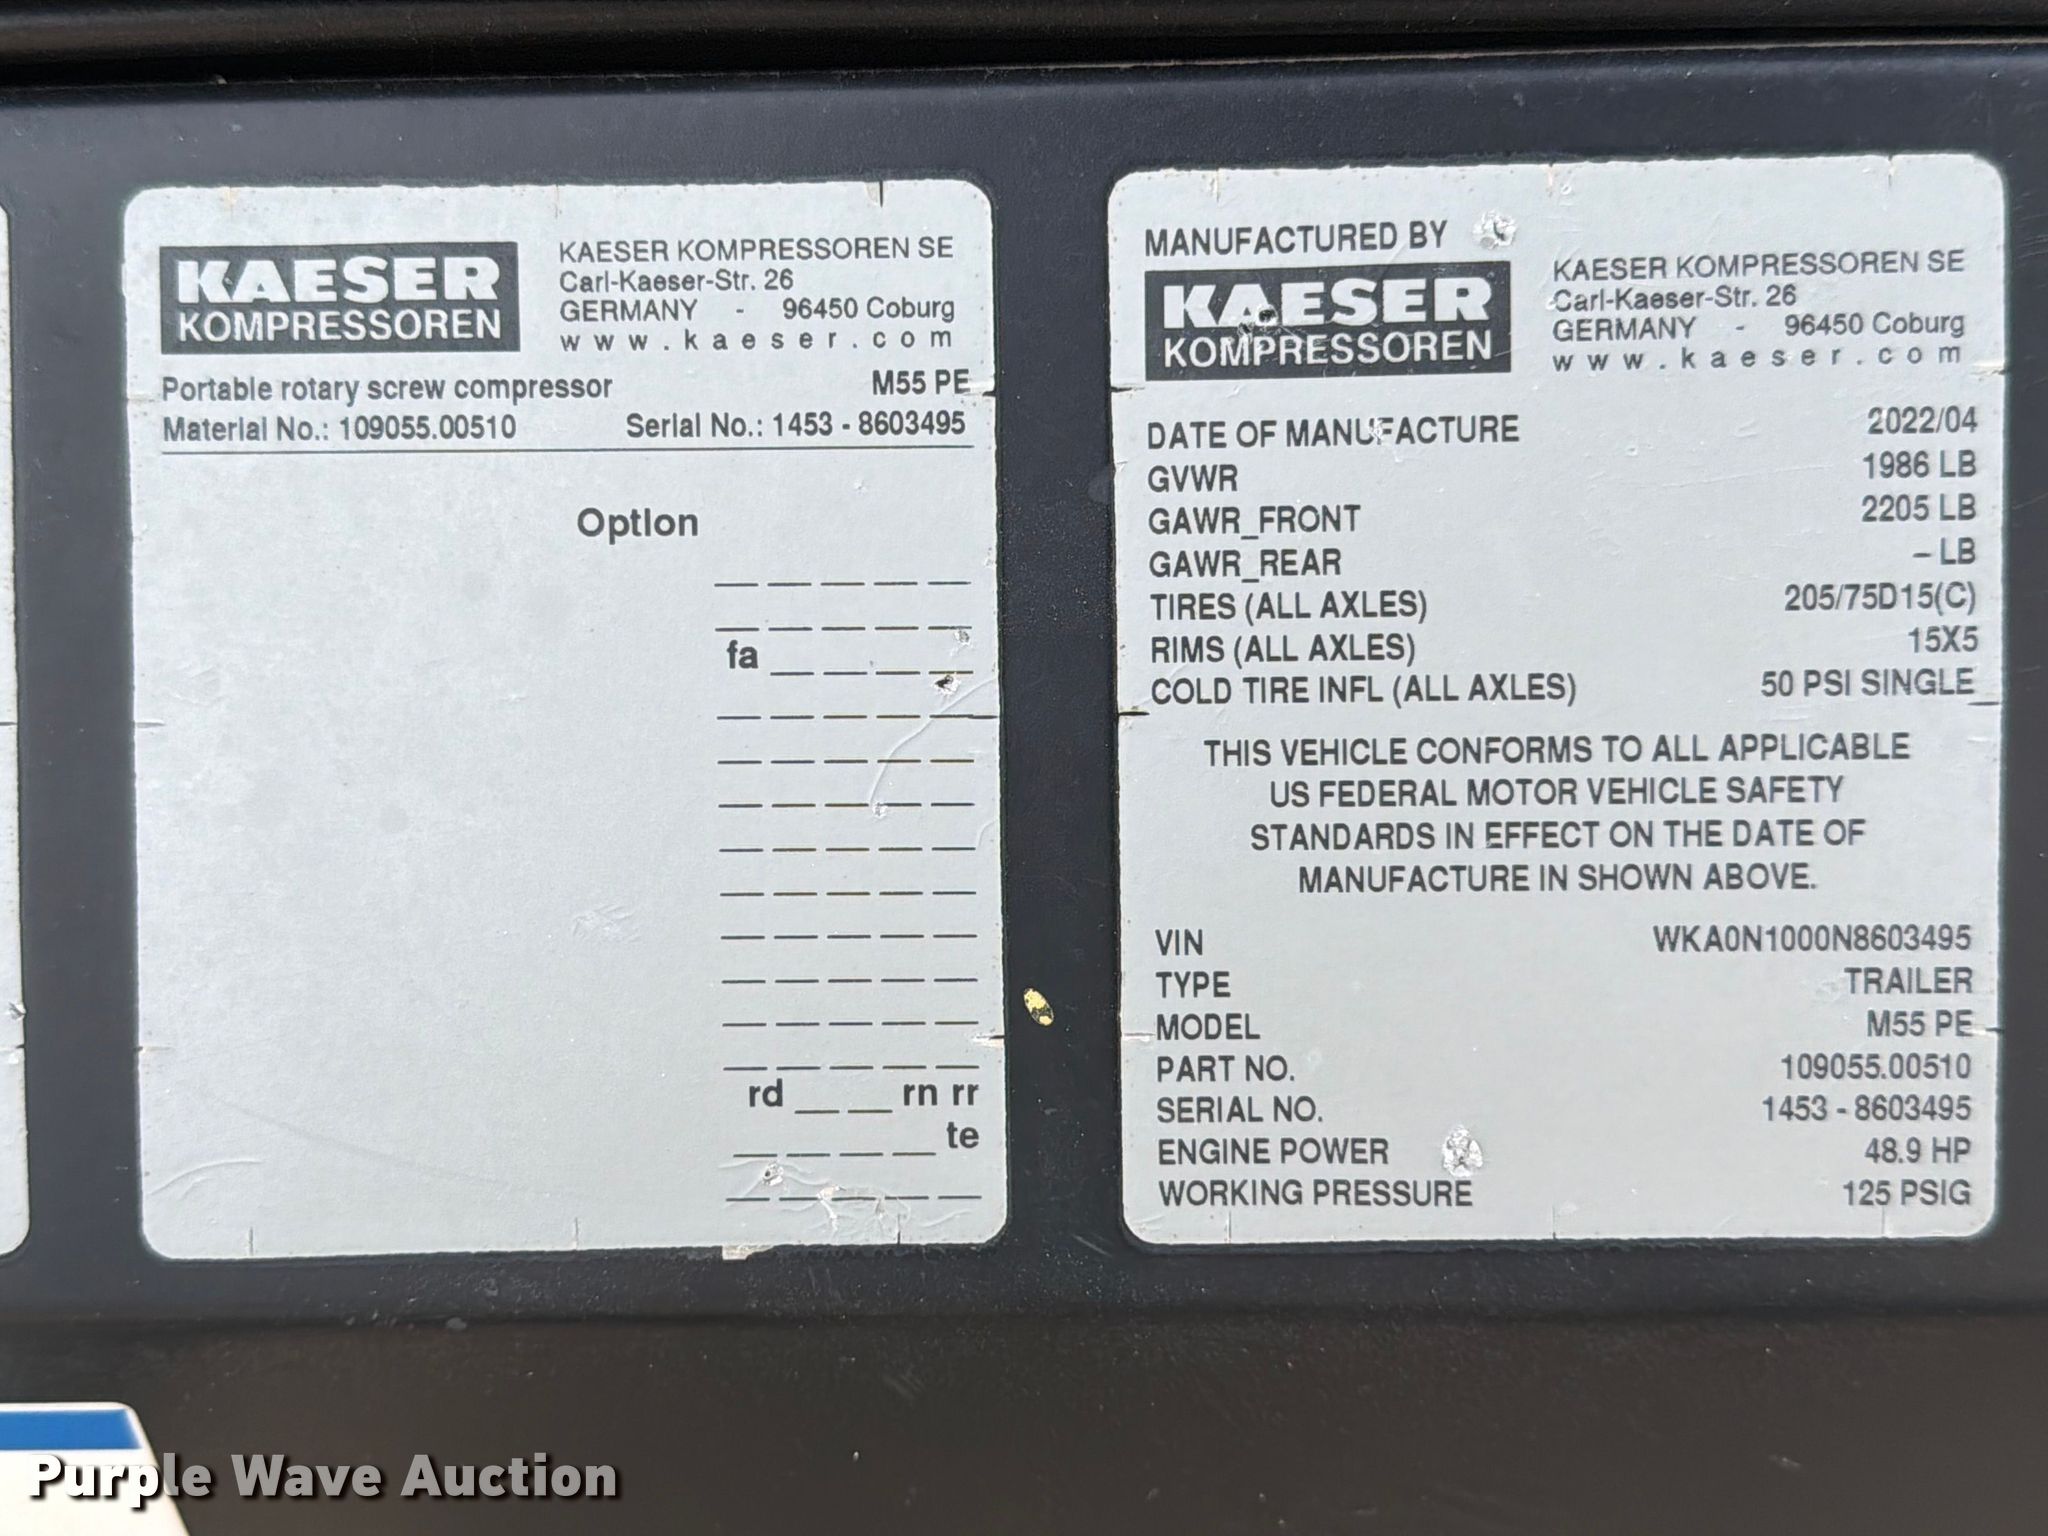 KAESER
KOMPRESSOREN
KAESER KOMPRESSOREN SE
Carl-Kaeser-Str. 26
GERMANY - 96450 Coburg
www.kaeser.com
Portable rotary screw compressor M55 PE
Material No.: 109055.00510 Serial No.: 1453 - 8603495
Option
_ _ _ _ _
_ _ _ _ _
fa _ _ _ _
_ _ _ _ _
_ _ _ _ _
_ _ _ _ _
_ _ _ _ _
_ _ _ _ _
_ _ _ _ _
_ _ _ _ _
_ _ _ _ _
_ _ _ _ _
rd _ _ rn rr
_ _ _ _ te
_ _ _ _ _
MANUFACTURED BY
KAESER
KOMPRESSOREN
KAESER KOMPRESSOREN SE
Carl-Kaeser-Str. 26
GERMANY - 96450 Coburg
www.kaeser.com
DATE OF MANUFACTURE 2022/04
GVWR 1986 LB
GAWR_FRONT 2205 LB
GAWR_REAR – LB
TIRES (ALL AXLES) 205/75D15(C)
RIMS (ALL AXLES) 15X5
COLD TIRE INFL (ALL AXLES) 50 PSI SINGLE
THIS VEHICLE CONFORMS TO ALL APPLICABLE
US FEDERAL MOTOR VEHICLE SAFETY
STANDARDS IN EFFECT ON THE DATE OF
MANUFACTURE IN SHOWN ABOVE.
VIN WKA0N1000N8603495
TYPE TRAILER
MODEL M55 PE
PART NO. 109055.00510
SERIAL NO. 1453 - 8603495
ENGINE POWER 48.9 HP
WORKING PRESSURE 125 PSIG
Purple Wave Auction